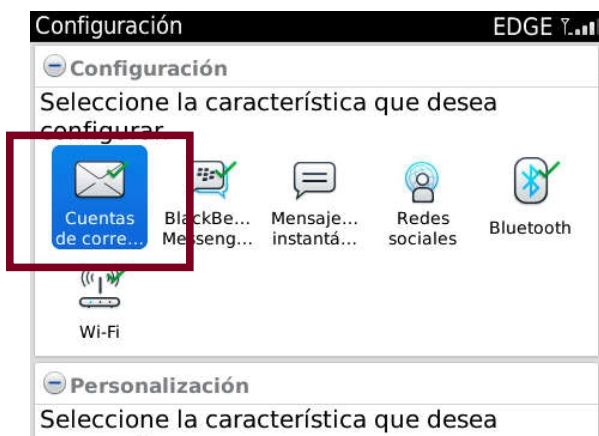 Configuración EDGE
Configuración
Seleccione la característica que desea
configurar
Cuentas de corre...
BlackBe... Messeng...
Mensaje... instantá...
Redes sociales
Bluetooth
Wi-Fi
Personalización
Seleccione la característica que desea